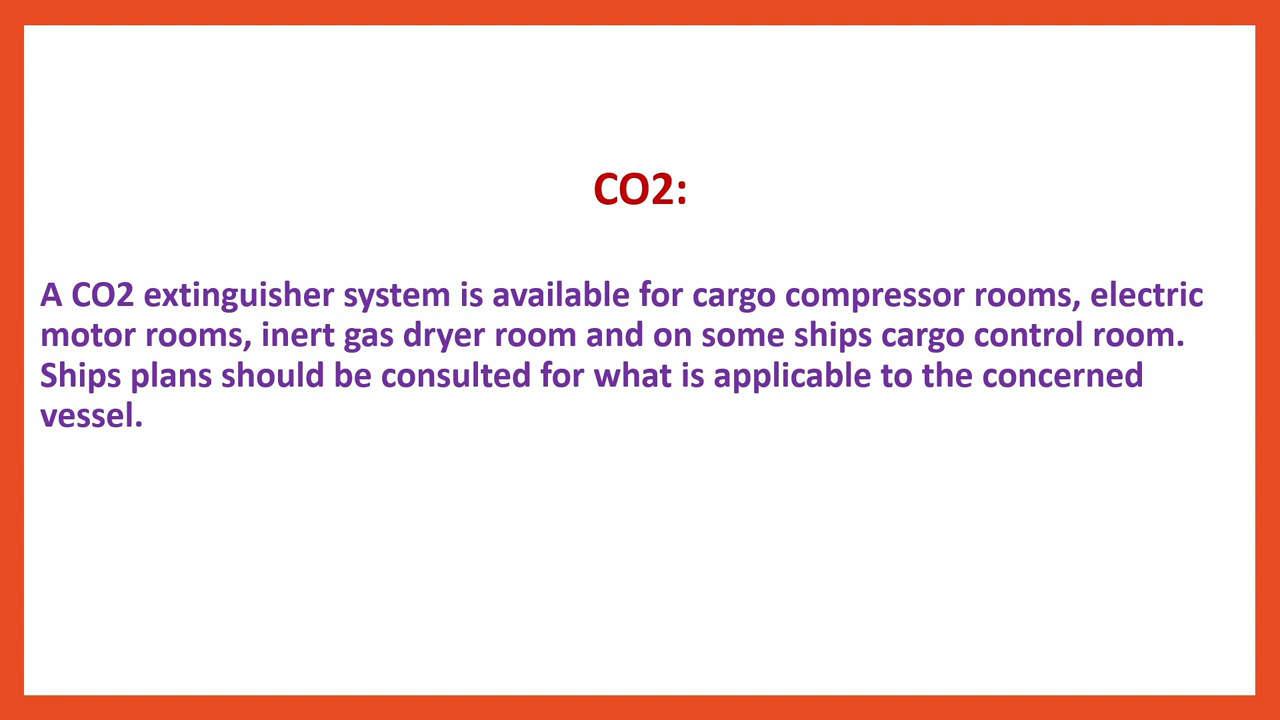 CO2:
A CO2 extinguisher system is available for cargo compressor rooms, electric
motor rooms, inert gas dryer room and on some ships cargo control room.
Ships plans should be consulted for what is applicable to the concerned
vessel.